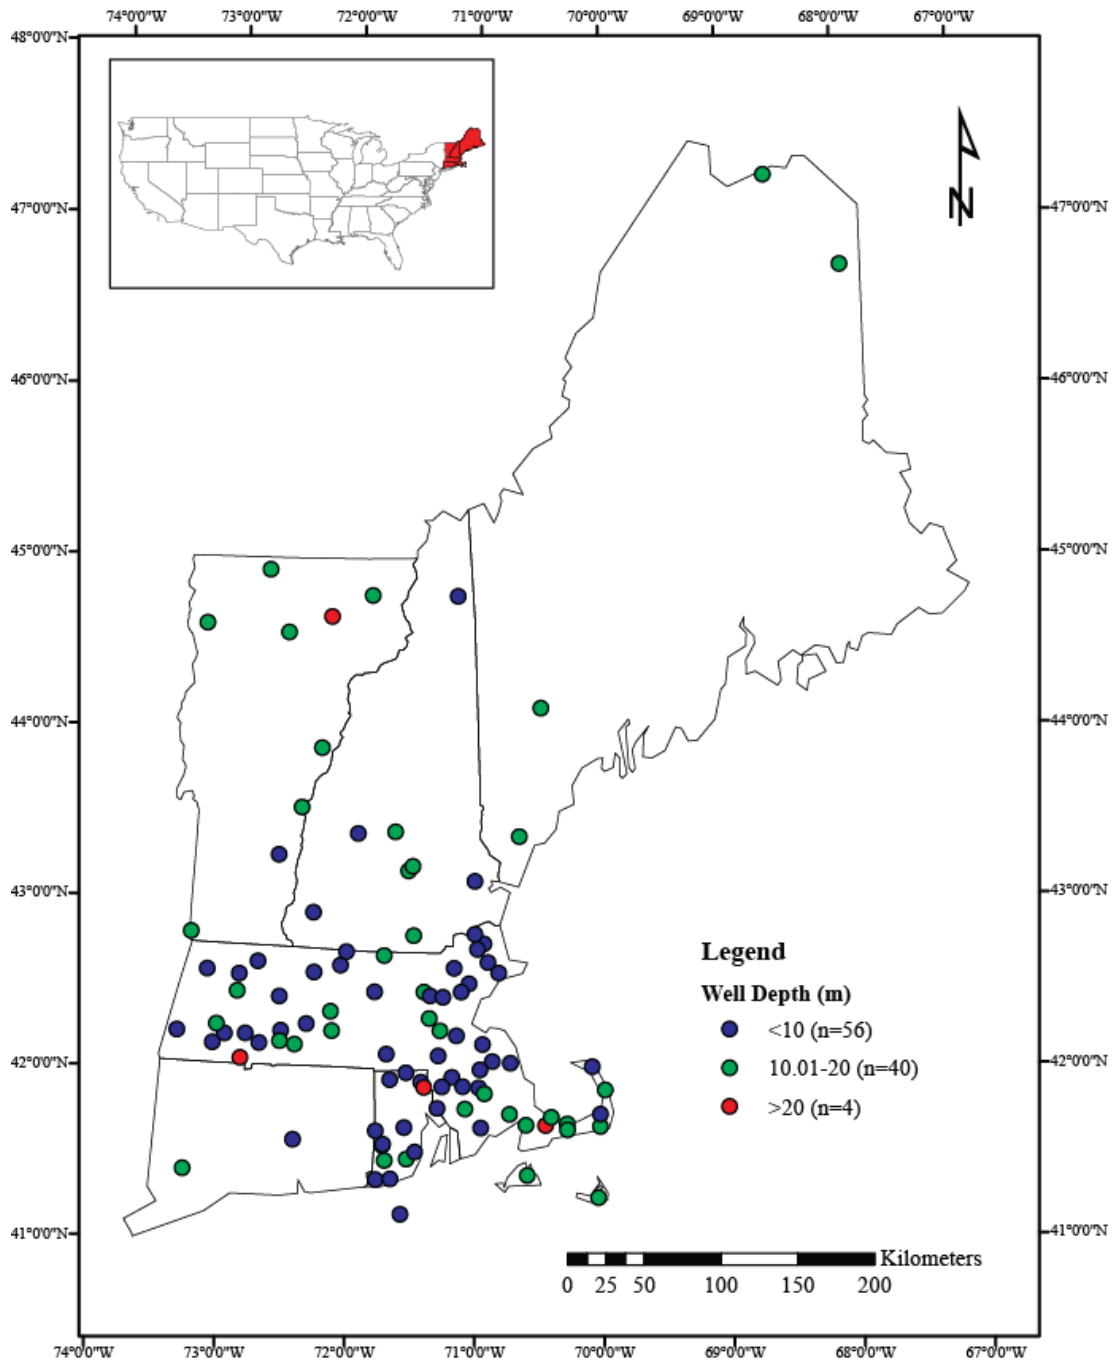 74°0'0"W 73°0'0"W 72°0'0"W 71°0'0"W 70°0'0"W 69°0'0"W 68°0'0"W 67°0'0"W
48°0'0"N
N
47°0'0"N 47°0'0"N
46°0'0"N 46°0'0"N
45°0'0"N 45°0'0"N
44°0'0"N 44°0'0"N
43°0'0"N 43°0'0"N
Legend
Well Depth (m)
<10 (n=56)
10.01-20 (n=40)
>20 (n=4)
42°0'0"N 42°0'0"N
41°0'0"N 41°0'0"N
Kilometers
0 25 50 100 150 200
74°0'0"W 73°0'0"W 72°0'0"W 71°0'0"W 70°0'0"W 69°0'0"W 68°0'0"W 67°0'0"W